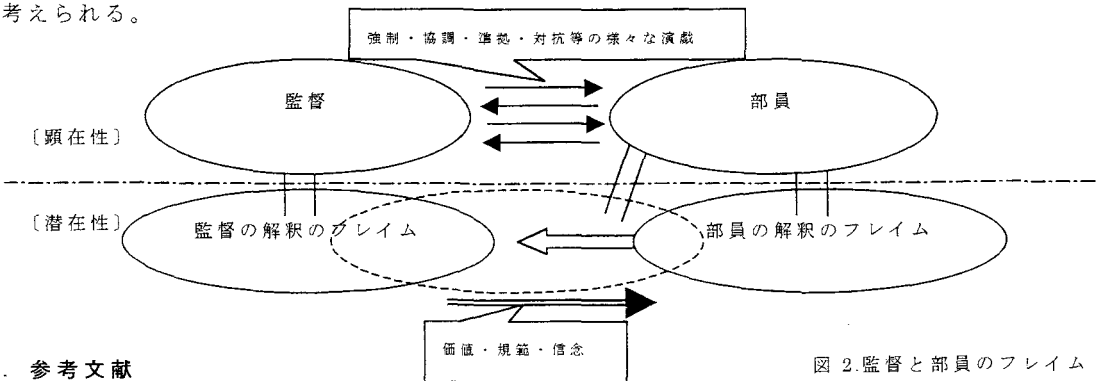 考えられる。
強制・協調・準拠・対抗等の様々な演戯
監督
部員
〔顕在性〕
〔潜在性〕
監督の解釈のフレイム
部員の解釈のフレイム
価値・規範・信念
図 2.監督と部員のフレイム
. 参考文献